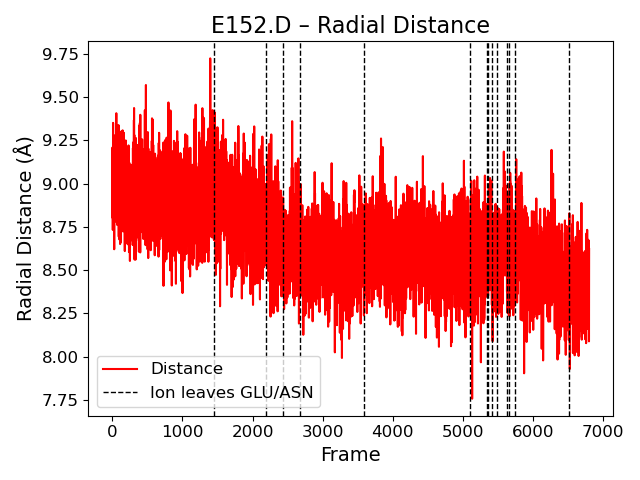 E152.D – Radial Distance
Radial Distance (Å)
9.75
9.50
9.25
9.00
8.75
8.50
8.25
8.00
7.75
Distance
Ion leaves GLU/ASN
0 1000 2000 3000 4000 5000 6000 7000
Frame